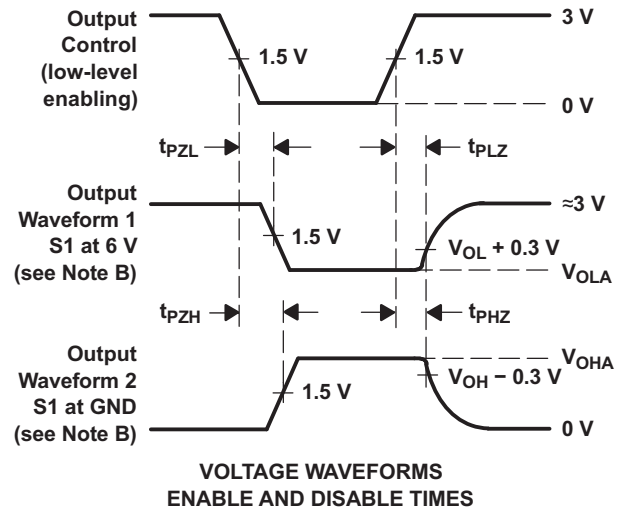 Output
Control
(low-level
enabling)
3 V
1.5 V
1.5 V
0 V
tPZL
tPLZ
Output
Waveform 1
S1 at 6 V
(see Note B)
≈3 V
1.5 V
VOL + 0.3 V
VOLA
tPZH
tPHZ
Output
Waveform 2
S1 at GND
(see Note B)
VOHA
VOH − 0.3 V
1.5 V
0 V
VOLTAGE WAVEFORMS
ENABLE AND DISABLE TIMES